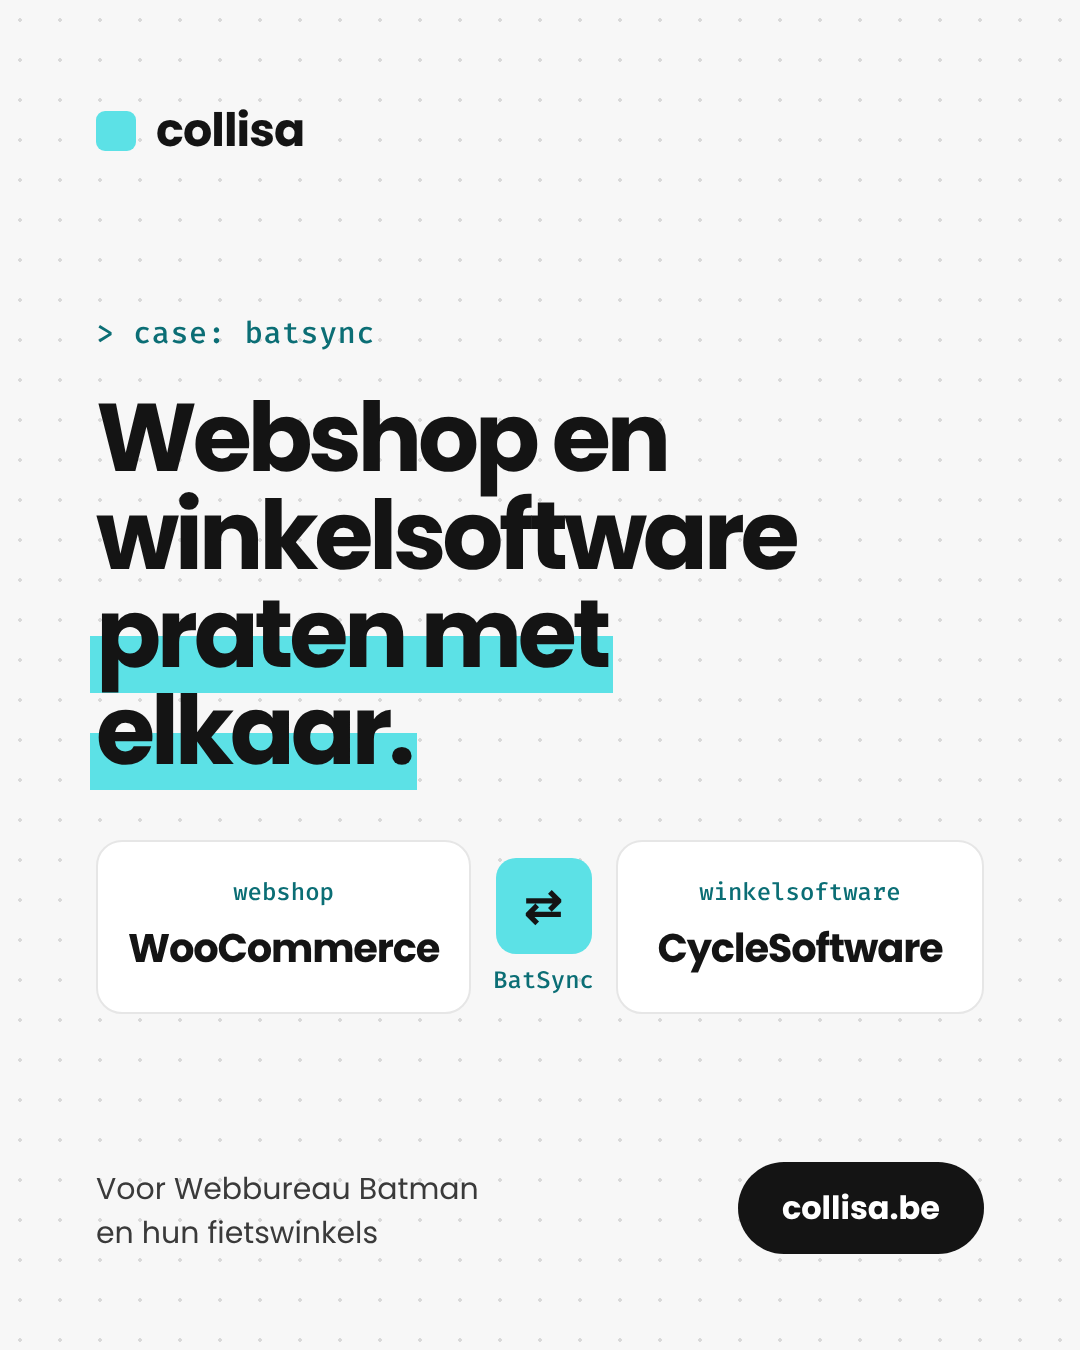 collisa
> case: batsync
Webshop en
winkelsoftware
praten met
elkaar.
webshop
WooCommerce
⇄
BatSync
winkelsoftware
CycleSoftware
Voor Webbureau Batman
en hun fietswinkels
collisa.be